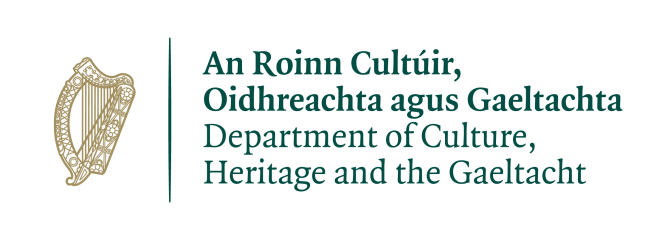 An Roinn Cultúir,
Oidhreachta agus Gaeltachta
Department of Culture,
Heritage and the Gaeltacht